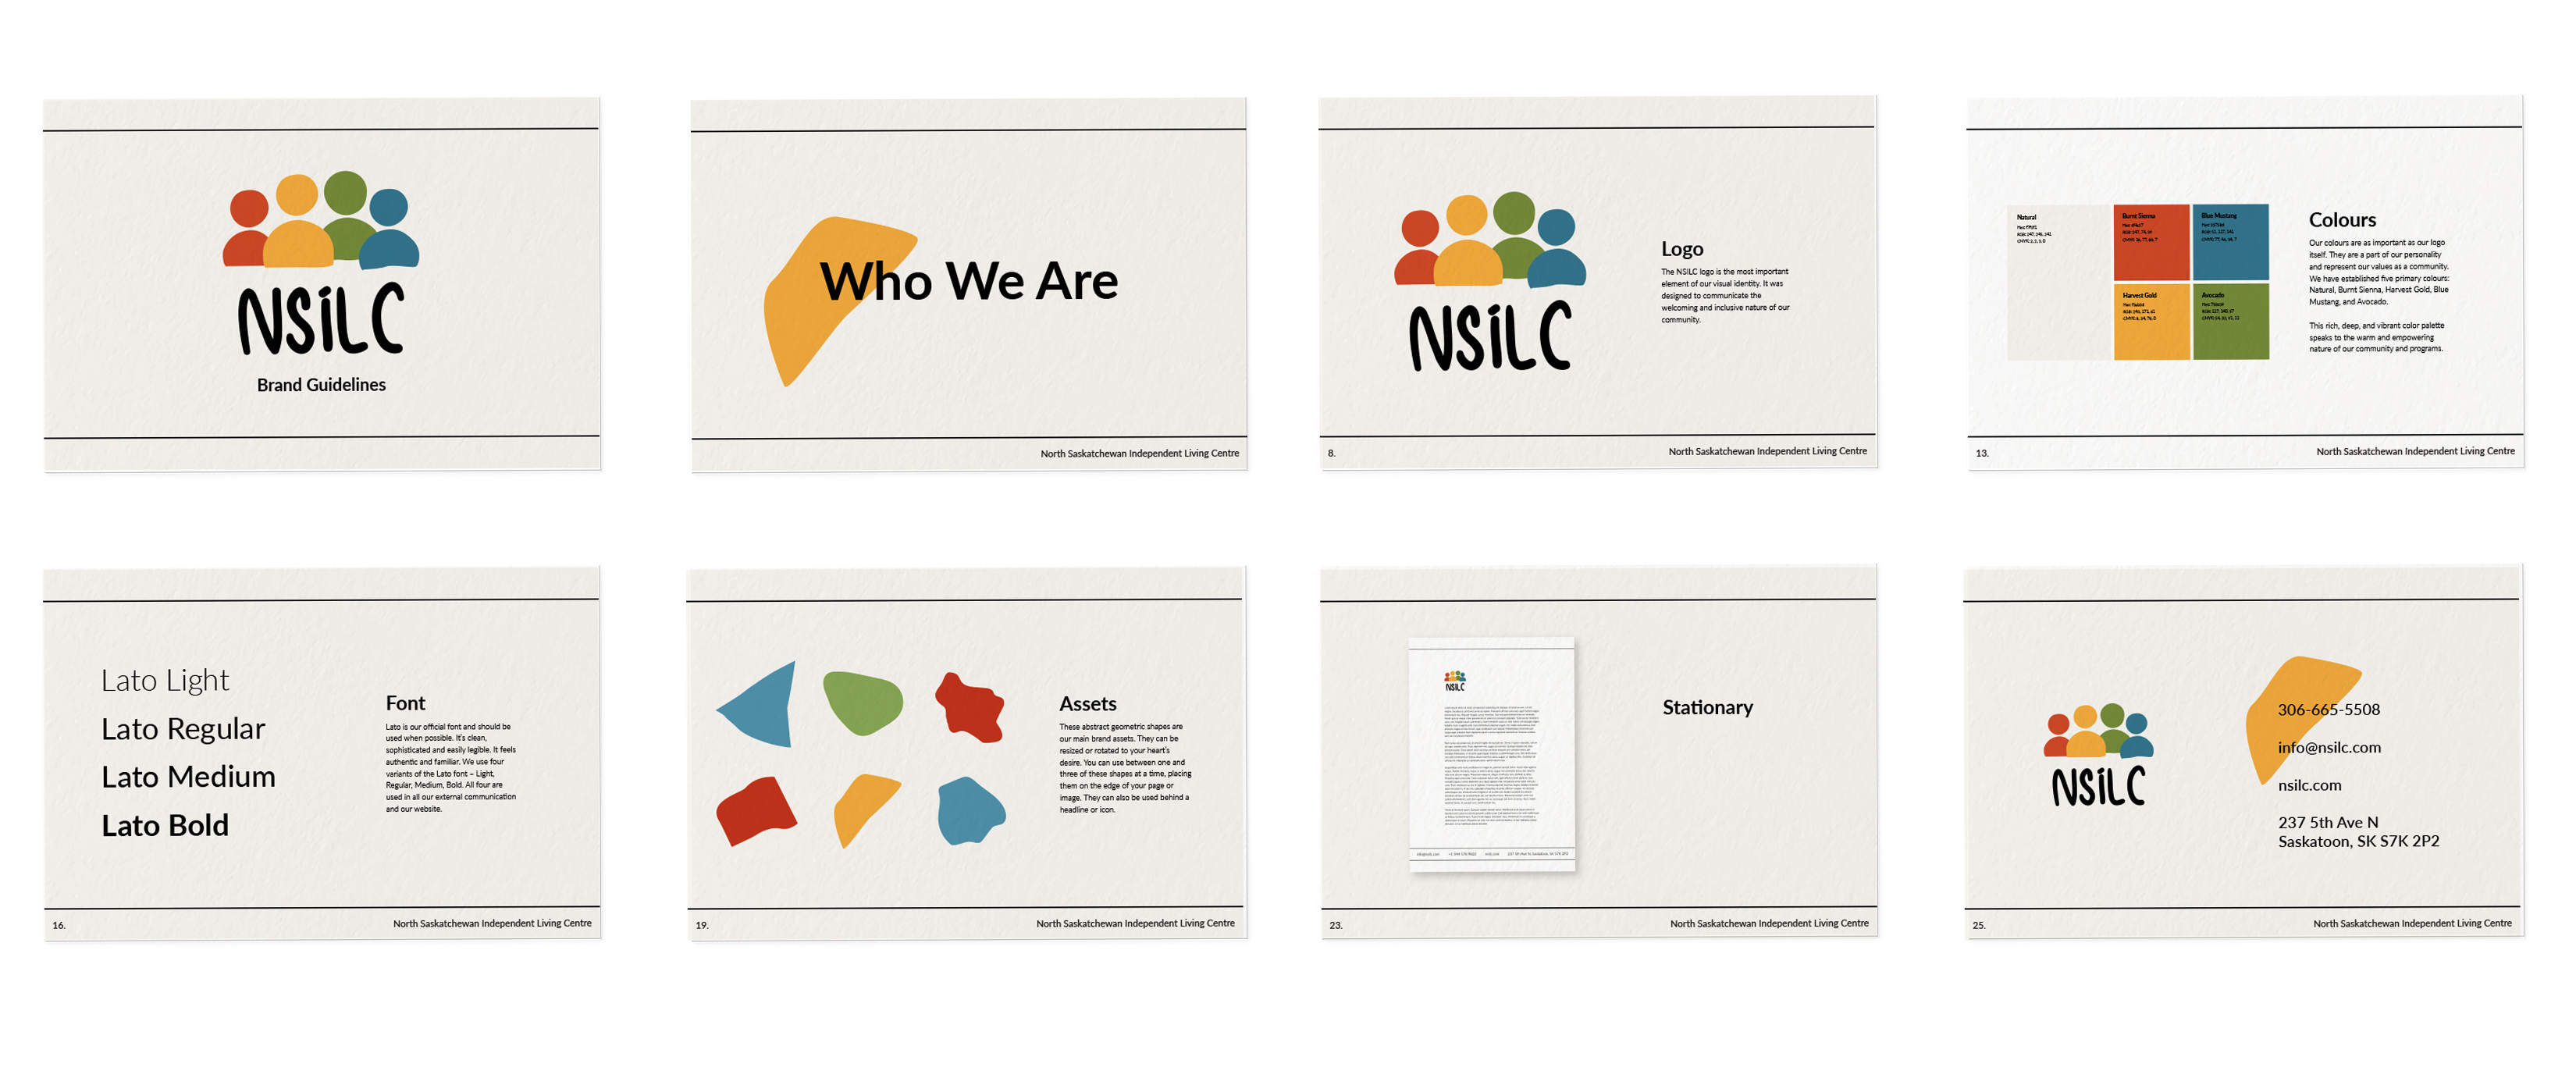 NSiLC
Brand Guidelines
Who We Are
North Saskatchewan Independent Living Centre
NSiLC
Logo
The NSILC logo is the most important
element of our visual identity. It was
designed to communicate the
welcoming and inclusive nature of our
community.
8.
North Saskatchewan Independent Living Centre
Natural
Burnt Sienna
Blue Mustang
Harvest Gold
Avocado
Colours
Our colours are as important as our logo
itself. They are a part of our personality
and represent our values as a community.
We have established five primary colours:
Natural, Burnt Sienna, Harvest Gold, Blue
Mustang, and Avocado.
This rich, deep, and vibrant color palette
speaks to the warm and empowering
nature of our community and programs.
13.
North Saskatchewan Independent Living Centre
Lato Light
Lato Regular
Lato Medium
Lato Bold
Font
Lato is our official font and should be
used when possible. It's clean,
sophisticated and easily legible. It feels
authentic and familiar. We use four
variants of the Lato font – Light,
Regular, Medium, Bold. All four are
used in all our external communication
and our website.
16.
North Saskatchewan Independent Living Centre
Assets
These abstract geometric shapes are
our main brand assets. They can be
resized or rotated to your heart's
desire. You can use between one and
three of these shapes at a time, placing
them on the edge of your page or
image. They can also be used behind a
headline or icon.
19.
North Saskatchewan Independent Living Centre
NSiLC
Stationary
23.
North Saskatchewan Independent Living Centre
NSiLC
306-665-5508
info@nsilc.com
nsilc.com
237 5th Ave N
Saskatoon, SK S7K 2P2
25.
North Saskatchewan Independent Living Centre